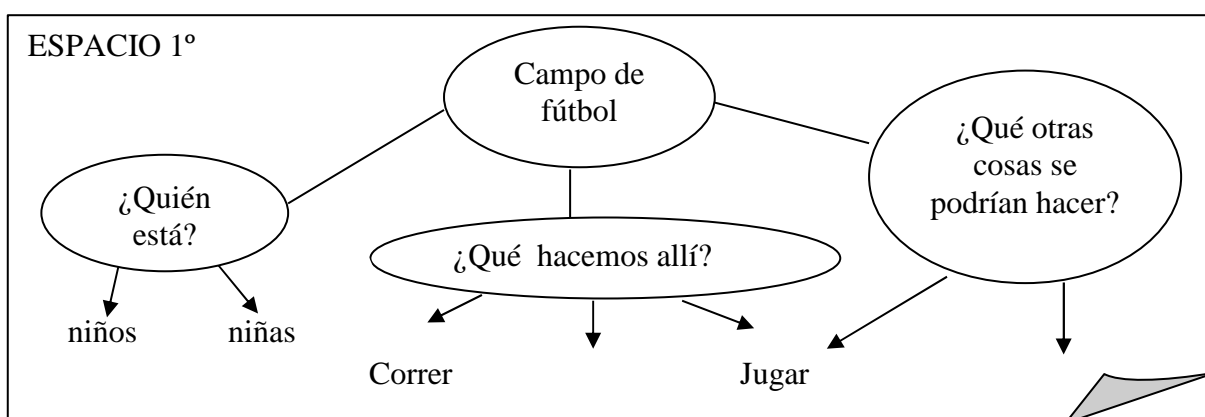 ESPACIO 1º
Campo de
fútbol
¿Qué otras
cosas se
podrían hacer?
¿Quién
está?
¿Qué  hacemos allí?
niños
niñas
Correer
Jugar